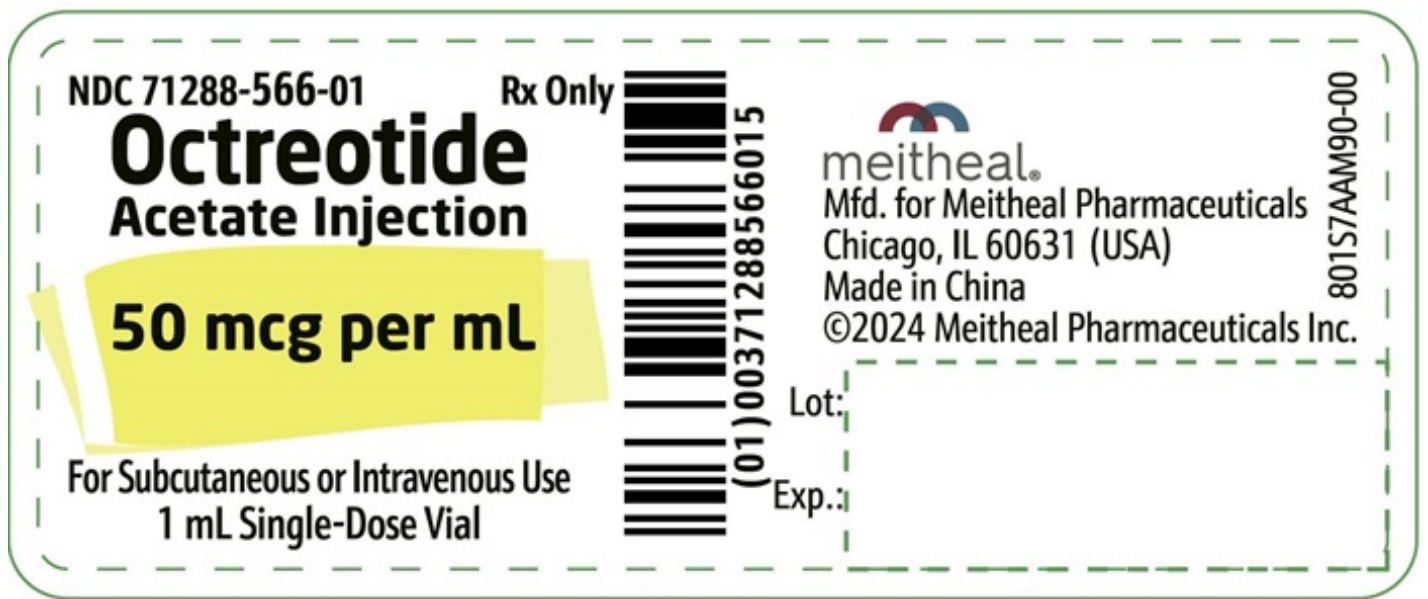 NDC 71288-566-01 Rx Only
Octreotide
Acetate Injection
50 mcg per mL
For Subcutaneous or Intravenous Use
1 mL Single-Dose Vial
(01)00371288566015
meitheal®
Mfd. for Meitheal Pharmaceuticals
Chicago, IL 60631 (USA)
Made in China
©2024 Meitheal Pharmaceuticals Inc.
801S7AAM90-00
Lot:
Exp.: